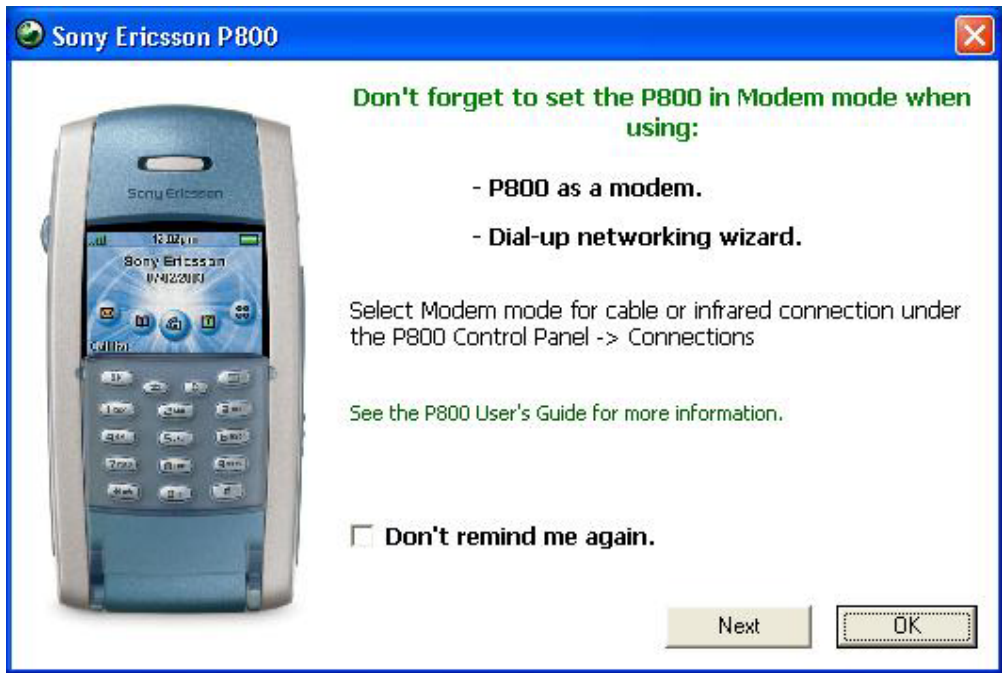 Sony Ericsson P800
Don't forget to set the P800 in Modem mode when
using:
- P800 as a modem.
- Dial-up networking wizard.
Select Modem mode for cable or infrared connection under
the P800 Control Panel -> Connections
See the P800 User's Guide for more information.
Don't remind me again.
Next
OK
Sony Ericsson
Sony Ericsson